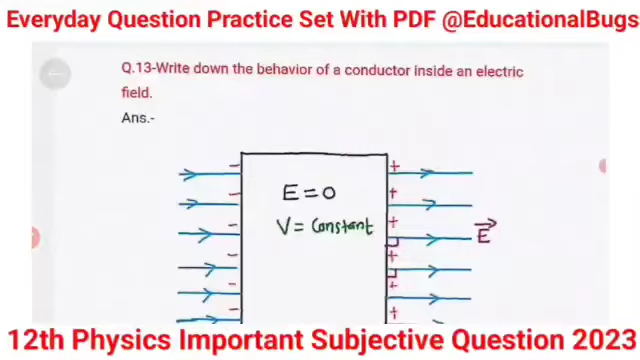 Everyday Question Practice Set With PDF @EducationalBugs
Q.13-Write down the behavior of a conductor inside an electric
field.
Ans.-
E=0
V= Constant
E
12th Physics Important Subjective Question 2023